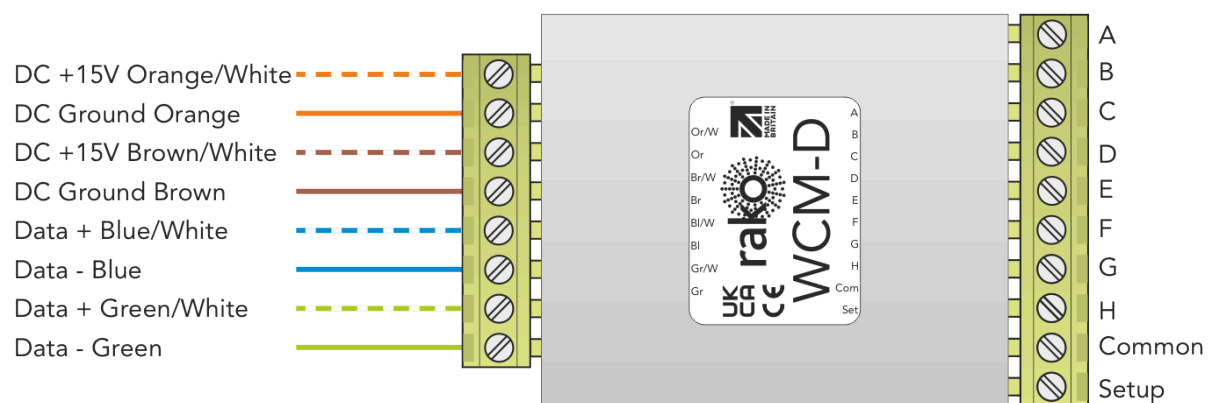 DC +15V Orange/White
DC Ground Orange
DC +15V Brown/White
DC Ground Brown
Data + Blue/White
Data - Blue
Data + Green/White
Data - Green
Or/W
Or
Br/W
Br
Bl/W
Bl
Gr/W
Gr
MADE IN
BRITAIN
®
rako
UK
CA
CE
WCM-D
A
B
C
D
E
F
G
H
Com
Set
A
B
C
D
E
F
G
H
Common
Setup